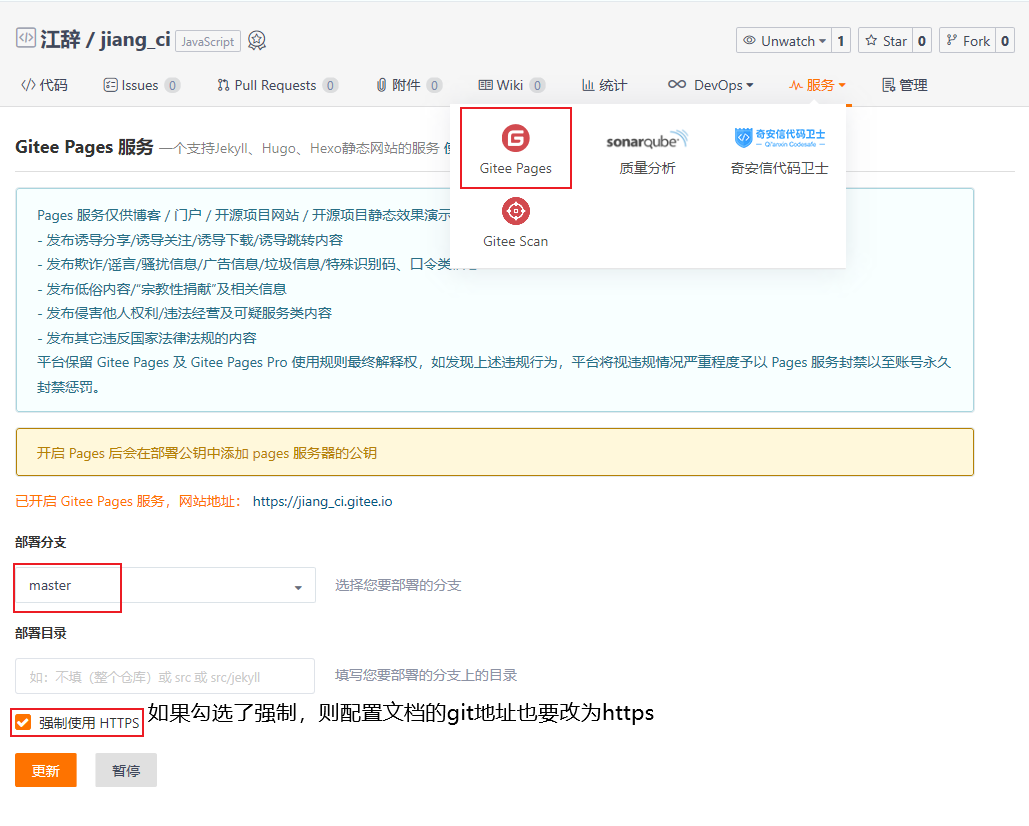 江辞 / jiang_ci JavaScript Unwatch 1 Star 0 Fork 0
代码 Issues 0 Pull Requests 0 附件 0 Wiki 0 统计 DevOps 服务 管理
Gitee Pages 服务 一个支持Jekyll、Hugo、Hexo静态网站的服务
G
Gitee Pages
sonarqube
质量分析
奇安信代码卫士
Qi'anxin Codesafe
奇安信代码卫士
Gitee Scan
Pages 服务仅供博客 / 门户 / 开源项目网站 / 开源项目静态效果演示
- 发布诱导分享/诱导关注/诱导下载/诱导跳转内容
- 发布欺诈/谣言/骚扰信息/广告信息/垃圾信息/特殊识别码、口令类
- 发布低俗内容/“宗教性捐献”及相关信息
- 发布侵害他人权利/违法经营及可疑服务类内容
- 发布其它违反国家法律法规的内容
平台保留 Gitee Pages 及 Gitee Pages Pro 使用规则最终解释权，如发现上述违规行为，平台将视违规情况严重程度予以 Pages 服务封禁以至账号永久
封禁惩罚。
开启 Pages 后会在部署公钥中添加 pages 服务器的公钥
已开启 Gitee Pages 服务，网站地址： https://jiang_ci.gitee.io
部署分支
master 选择您要部署的分支
部署目录
如：不填（整个仓库）或 src 或 src/jekyll 填写您要部署的分支上的目录
强制使用 HTTPS 如果勾选了强制，则配置文档的git地址也要改为https
更新 暂停